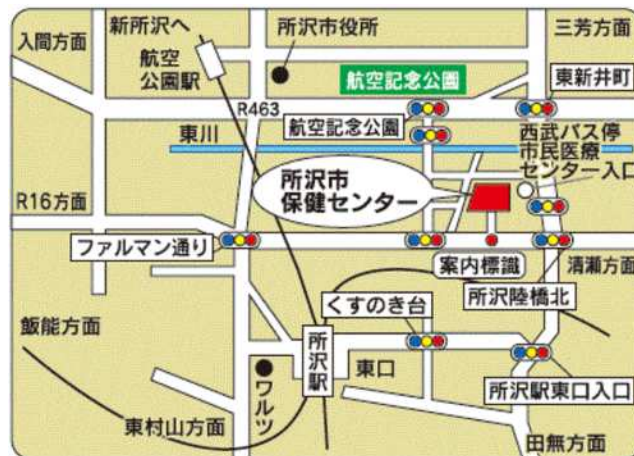 新所沢へ
所沢市役所
三芳方面
入間方面
航空
公園駅
航空記念公園
東新井町
R463
航空記念公園
東川
西武バス停
市民医療
センター入口
所沢市
保健センター
R16方面
ファルマン通り
案内標識
清瀬方面
所沢陸橋北
くすのき台
飯能方面
所沢駅
東口
ワルツ
所沢駅東口入口
東村山方面
田無方面